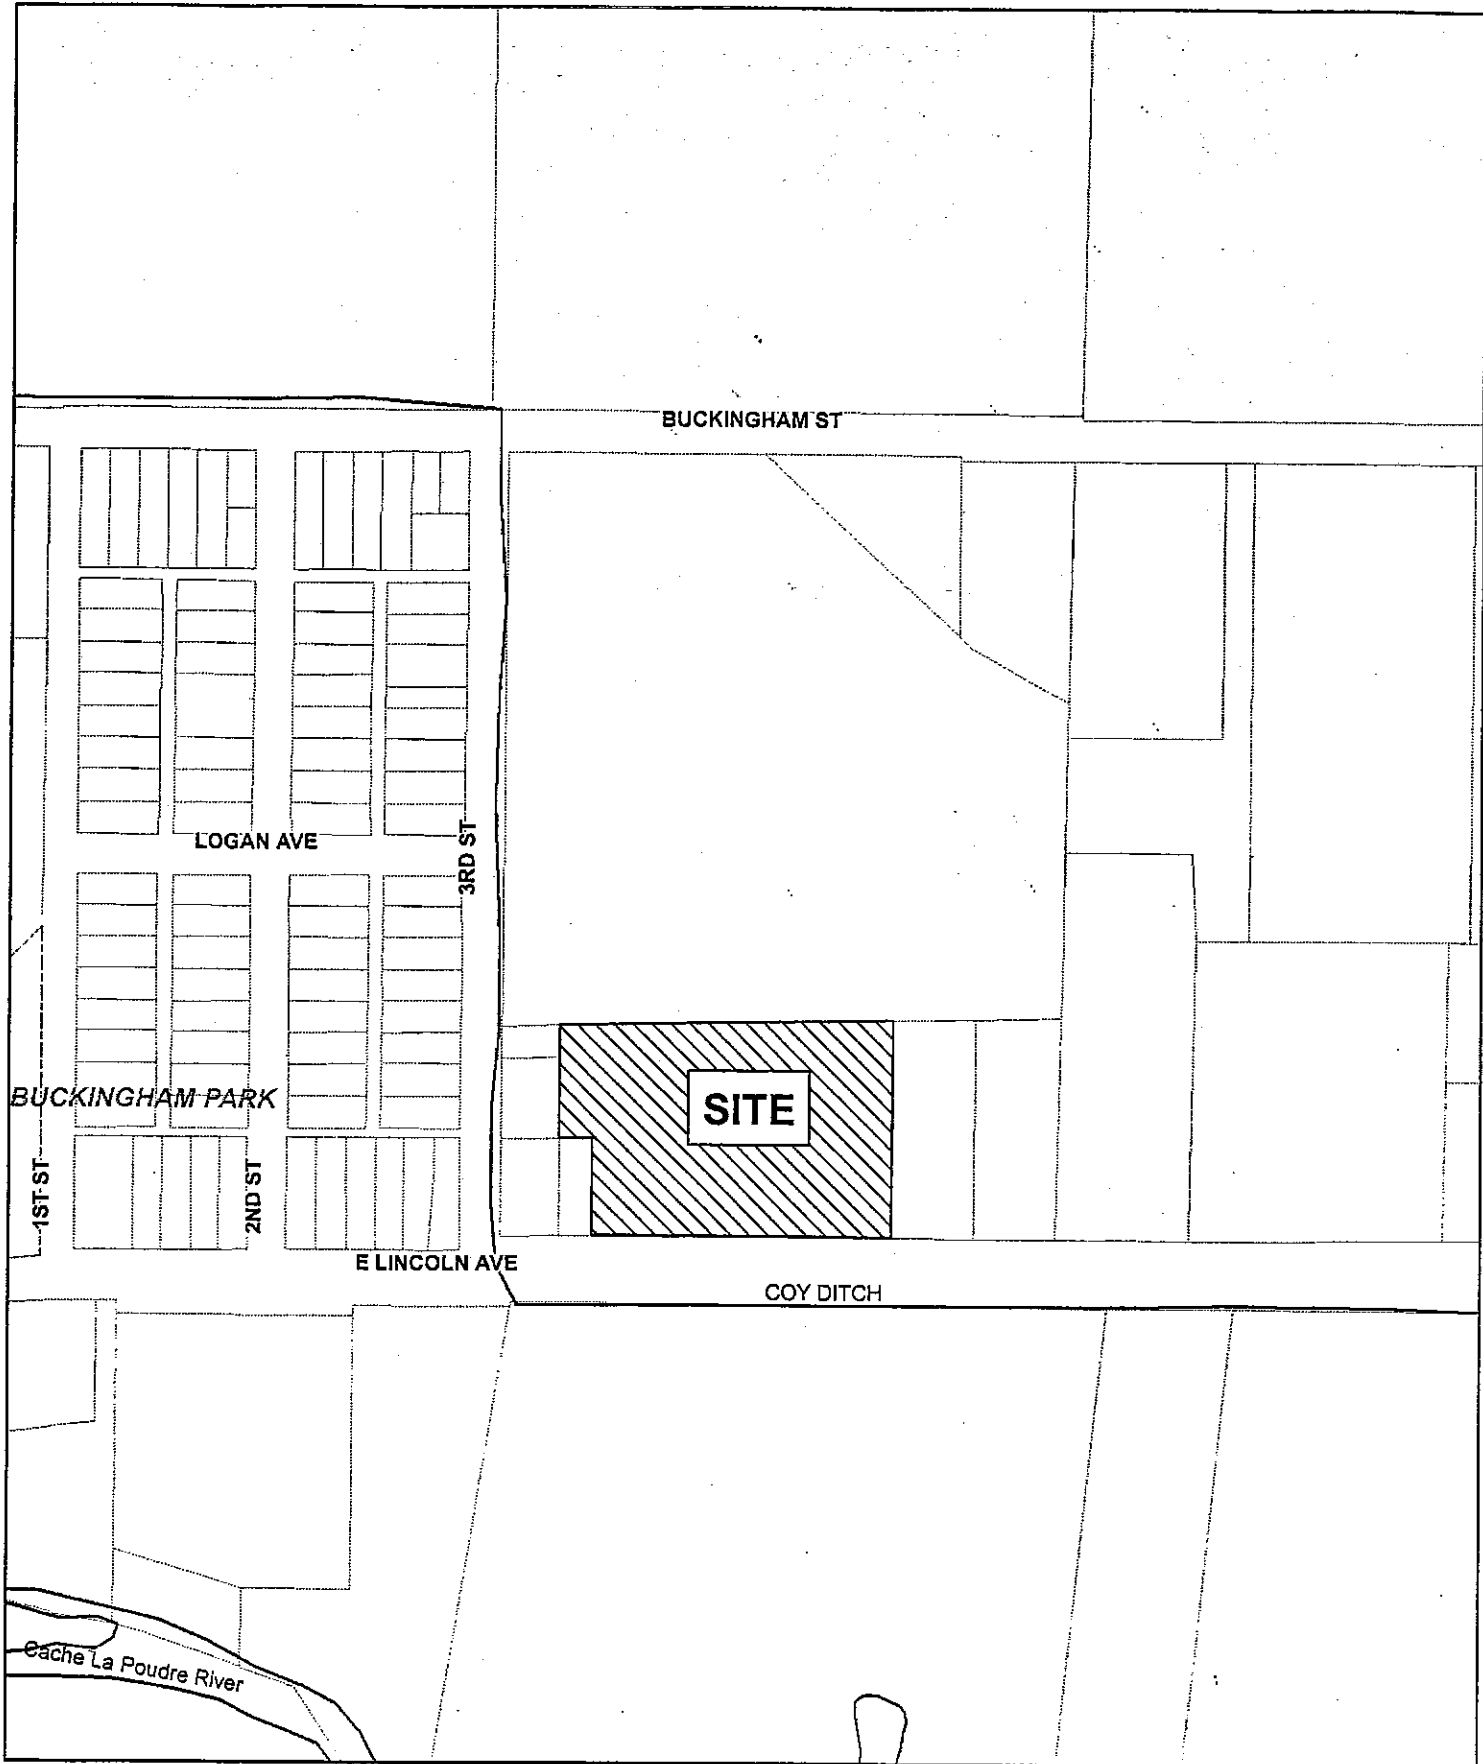 BUCKINGHAM ST
LOGAN AVE
3RD ST
BUCKINGHAM PARK
SITE
1ST ST
2ND ST
E LINCOLN AVE
COY DITCH
Cache La Poudre River